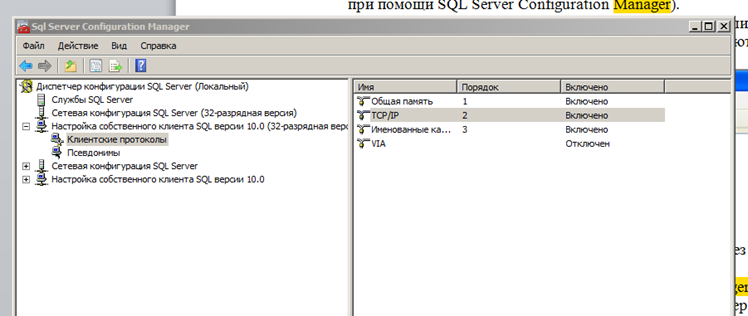 при помощи SQL Server Configuration Manager).
Sql Server Configuration Manager
Файл Действие Вид Справка
Диспетчер конфигурации SQL Server (Локальный)
Службы SQL Server
Сетевая конфигурация SQL Server (32-разрядная версия)
Настройка собственного клиента SQL версии 10.0 (32-разрядная верс
Клиентские протоколы
Псевдонимы
Сетевая конфигурация SQL Server
Настройка собственного клиента SQL версии 10.0
Имя Порядок Включено
Общая память 1 Включено
TCP/IP 2 Включено
Именованные ка... 3 Включено
VIA Отключен